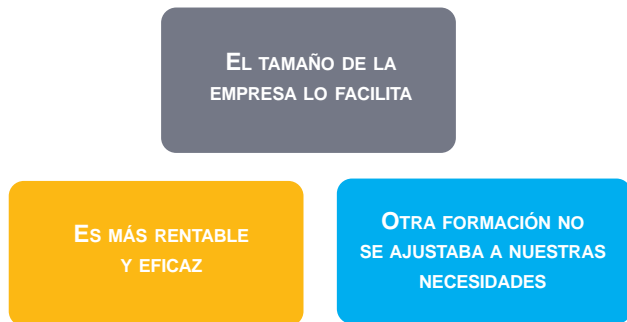 El tamaño de la
empresa lo facilita
Es más rentable
y eficaz
Otra formación no
se ajustaba a nuestras
necesidades